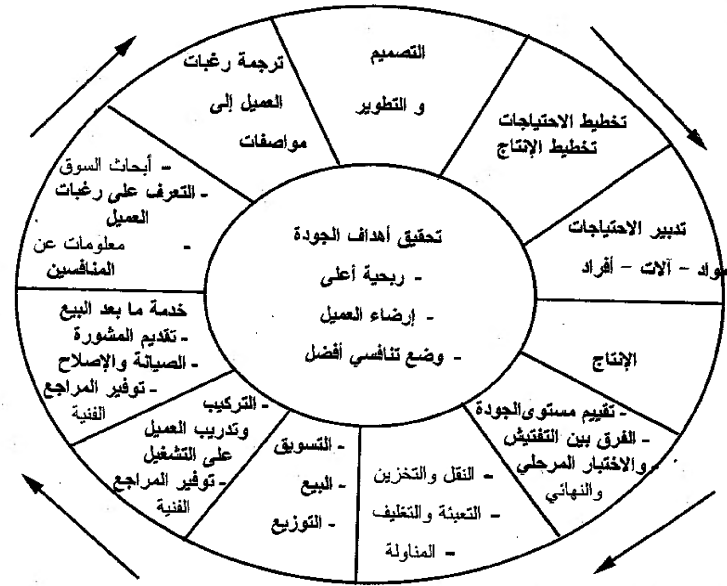 التصميم
و التطوير
تخطيط الاحتياجات
تخطيط الإنتاج
تدبير الاحتياجات
مواد – آلات – أفراد
الإنتاج
- تقييم مستوى الجودة
- الفرق بين التفتيش
- والاختبار المرحلي
والنهائي
- النقل والتخزين
- التعبئة والتغليف
- المناولة
- التسويق
- البيع
- التوزيع
- التركيب
وتدريب العميل
على التشغيل
- توفير المراجع
الفنية
خدمة ما بعد البيع
- تقديم المشورة
- الصيانة والإصلاح
- توفير المراجع
الفنية
- أبحاث السوق
- التعرف على رغبات
العميل
- معلومات عن
المنافسين
ترجمة رغبات
العميل إلى
مواصفات
تحقيق أهداف الجودة
- ربحية أعلى
- إرضاء العميل
- وضع تنافسي أفضل